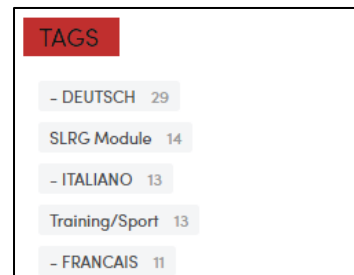 TAGS
- DEUTSCH 29
SLRG Module 14
- ITALIANO 13
Training/Sport 13
- FRANCAIS 11